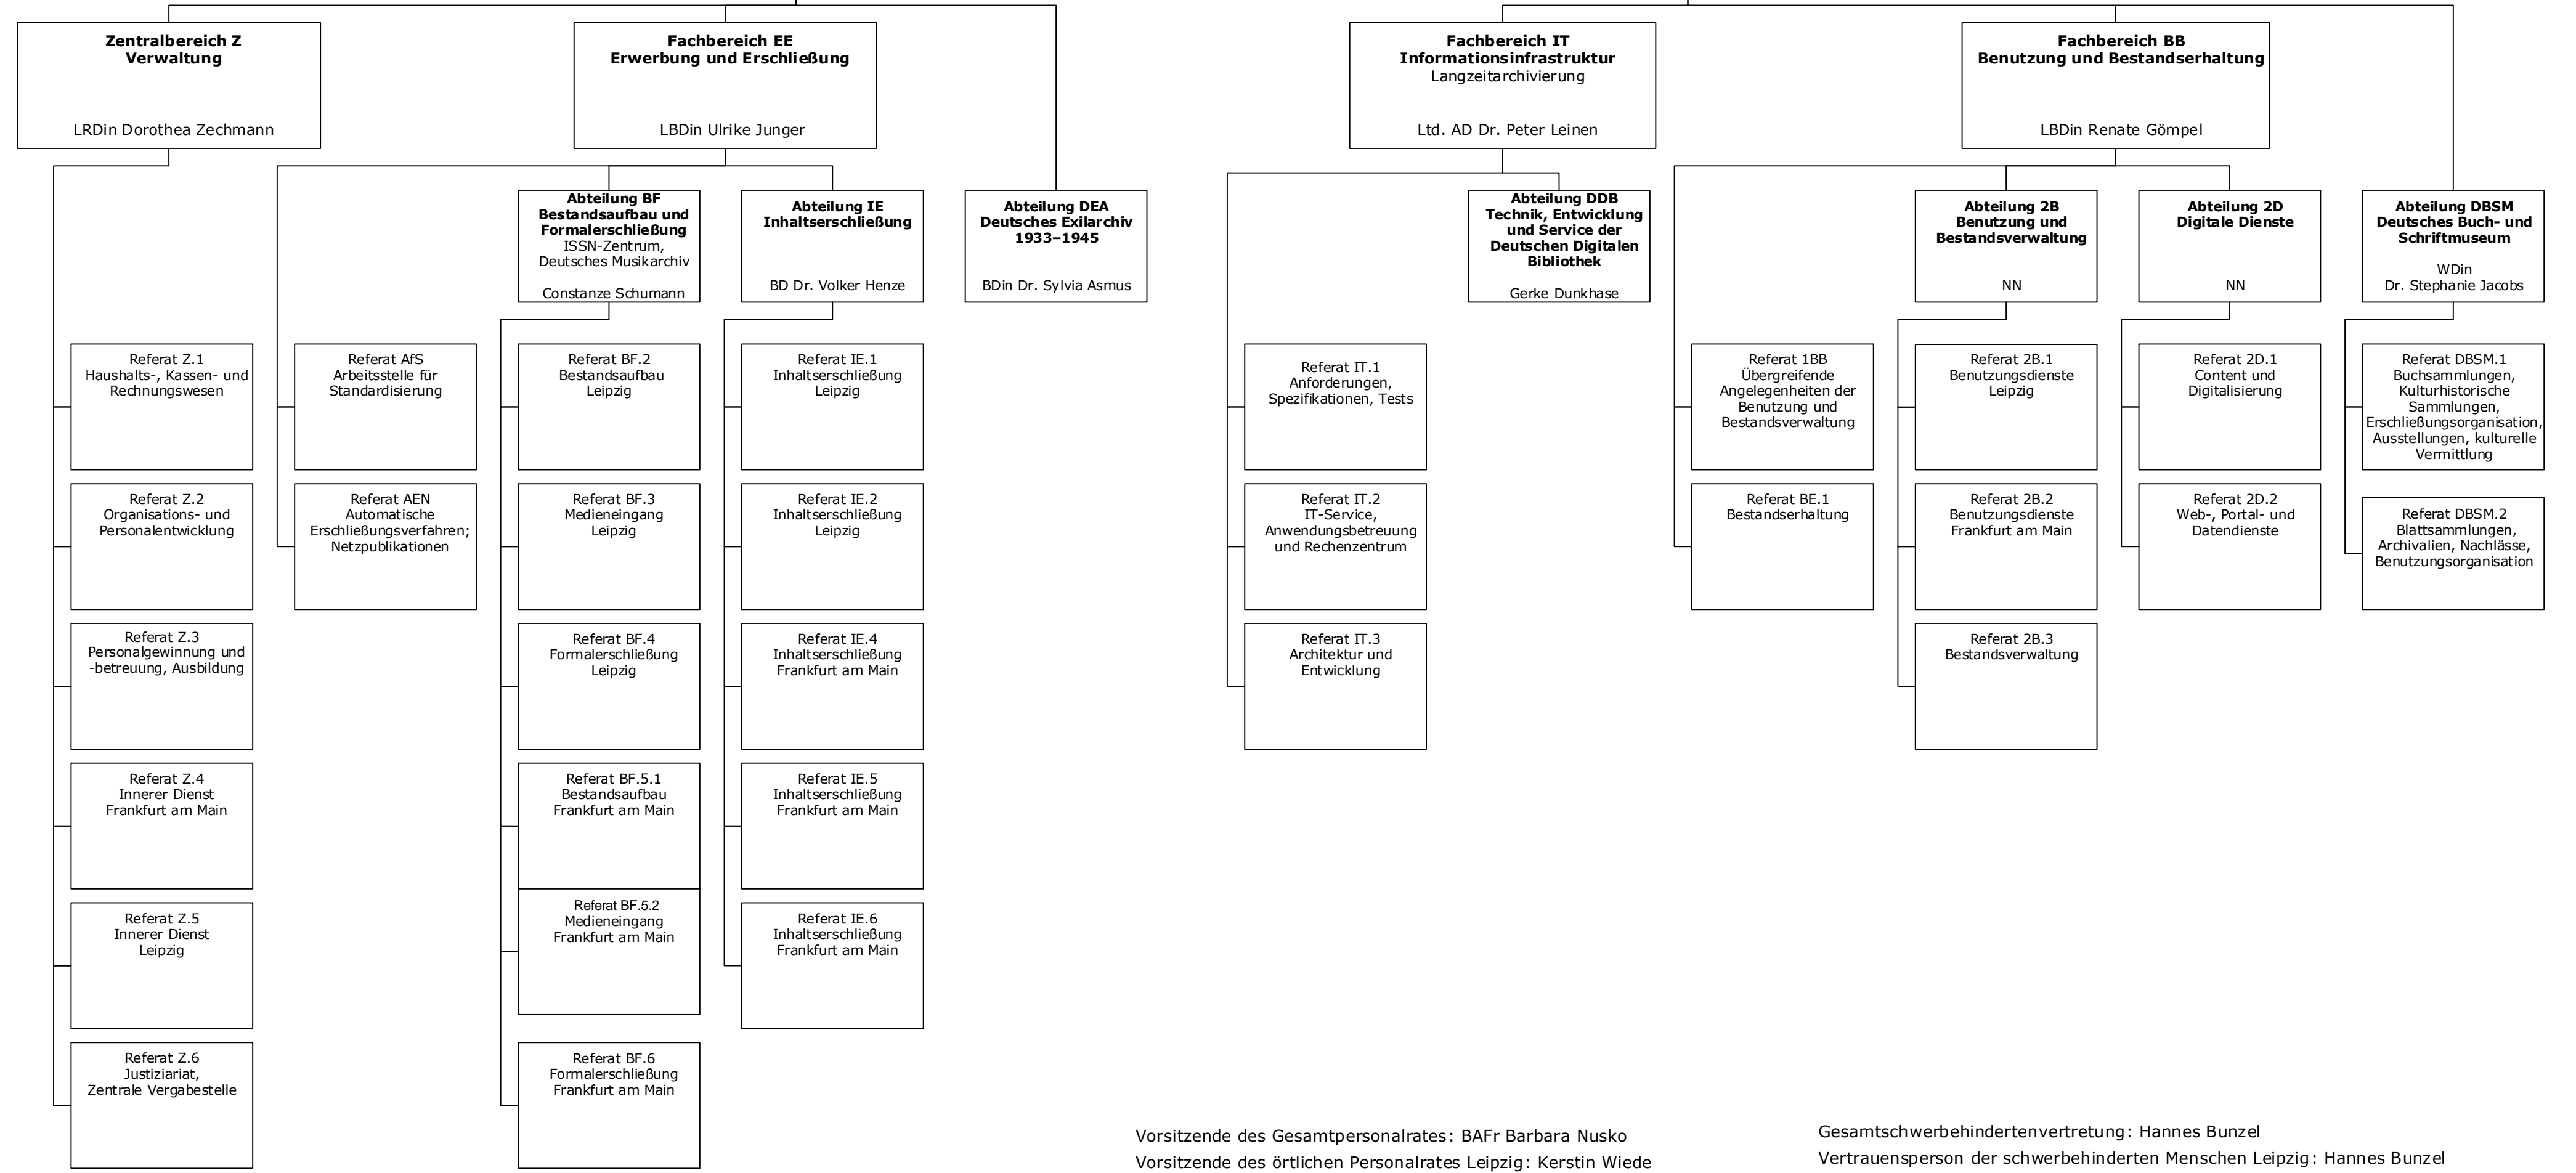 Zentralbereich Z
Verwaltung
LRDin Dorothea Zechmann
Fachbereich EE
Erwerbung und Erschließung
LBDin Ulrike Junger
Fachbereich IT
Informationsinfrastruktur
Langzeitarchivierung
Ltd. AD Dr. Peter Leinen
Fachbereich BB
Benutzung und Bestandserhaltung
LBDin Renate Gömpel
Abteilung BF
Bestandsaufbau und
Formalerschließung
ISSN-Zentrum,
Deutsches Musikarchiv
Constanze Schumann
Abteilung IE
Inhaltserschließung
BD Dr. Volker Henze
Abteilung DEA
Deutsches Exilarchiv
1933–1945
BDin Dr. Sylvia Asmus
Abteilung DDB
Technik, Entwicklung
und Service der
Deutschen Digitalen
Bibliothek
Gerke Dunkhase
Abteilung 2B
Benutzung und
Bestandsverwaltung
NN
Abteilung 2D
Digitale Dienste
NN
Abteilung DBSM
Deutsches Buch- und
Schriftmuseum
WDin
Dr. Stephanie Jacobs
Referat Z.1
Haushalts-, Kassen- und
Rechnungswesen
Referat Z.2
Organisations- und
Personalentwicklung
Referat Z.3
Personalgewinnung und
-betreuung, Ausbildung
Referat Z.4
Innerer Dienst
Frankfurt am Main
Referat Z.5
Innerer Dienst
Leipzig
Referat Z.6
Justiziariat,
Zentrale Vergabestelle
Referat AfS
Arbeitsstelle für
Standardisierung
Referat AEN
Automatische
Erschließungsverfahren;
Netzpublikationen
Referat BF.2
Bestandsaufbau
Leipzig
Referat BF.3
Medieneingang
Leipzig
Referat BF.4
Formalerschließung
Leipzig
Referat BF.5.1
Bestandsaufbau
Frankfurt am Main
Referat BF.5.2
Medieneingang
Frankfurt am Main
Referat BF.6
Formalerschließung
Frankfurt am Main
Referat IE.1
Inhaltserschließung
Leipzig
Referat IE.2
Inhaltserschließung
Leipzig
Referat IE.4
Inhaltserschließung
Frankfurt am Main
Referat IE.5
Inhaltserschließung
Frankfurt am Main
Referat IE.6
Inhaltserschließung
Frankfurt am Main
Referat IT.1
Anforderungen,
Spezifikationen, Tests
Referat IT.2
IT-Service,
Anwendungsbetreuung
und Rechenzentrum
Referat IT.3
Architektur und
Entwicklung
Referat 1BB
Übergreifende
Angelegenheiten der
Benutzung und
Bestandsverwaltung
Referat BE.1
Bestandserhaltung
Referat 2B.1
Benutzungsdienste
Leipzig
Referat 2B.2
Benutzungsdienste
Frankfurt am Main
Referat 2B.3
Bestandsverwaltung
Referat 2D.1
Content und
Digitalisierung
Referat 2D.2
Web-, Portal- und
Datendienste
Referat DBSM.1
Buchsammlungen,
Kulturhistorische
Sammlungen,
Erschließungsorganisation,
Ausstellungen, kulturelle
Vermittlung
Referat DBSM.2
Blattsammlungen,
Archivalien, Nachlässe,
Benutzungsorganisation
Vorsitzende des Gesamtpersonalrates: BAFr Barbara Nusko
Vorsitzende des örtlichen Personalrates Leipzig: Kerstin Wiede
Gesamtschwerbehindertenvertretung: Hannes Bunzel
Vertrauensperson der schwerbehinderten Menschen Leipzig: Hannes Bunzel